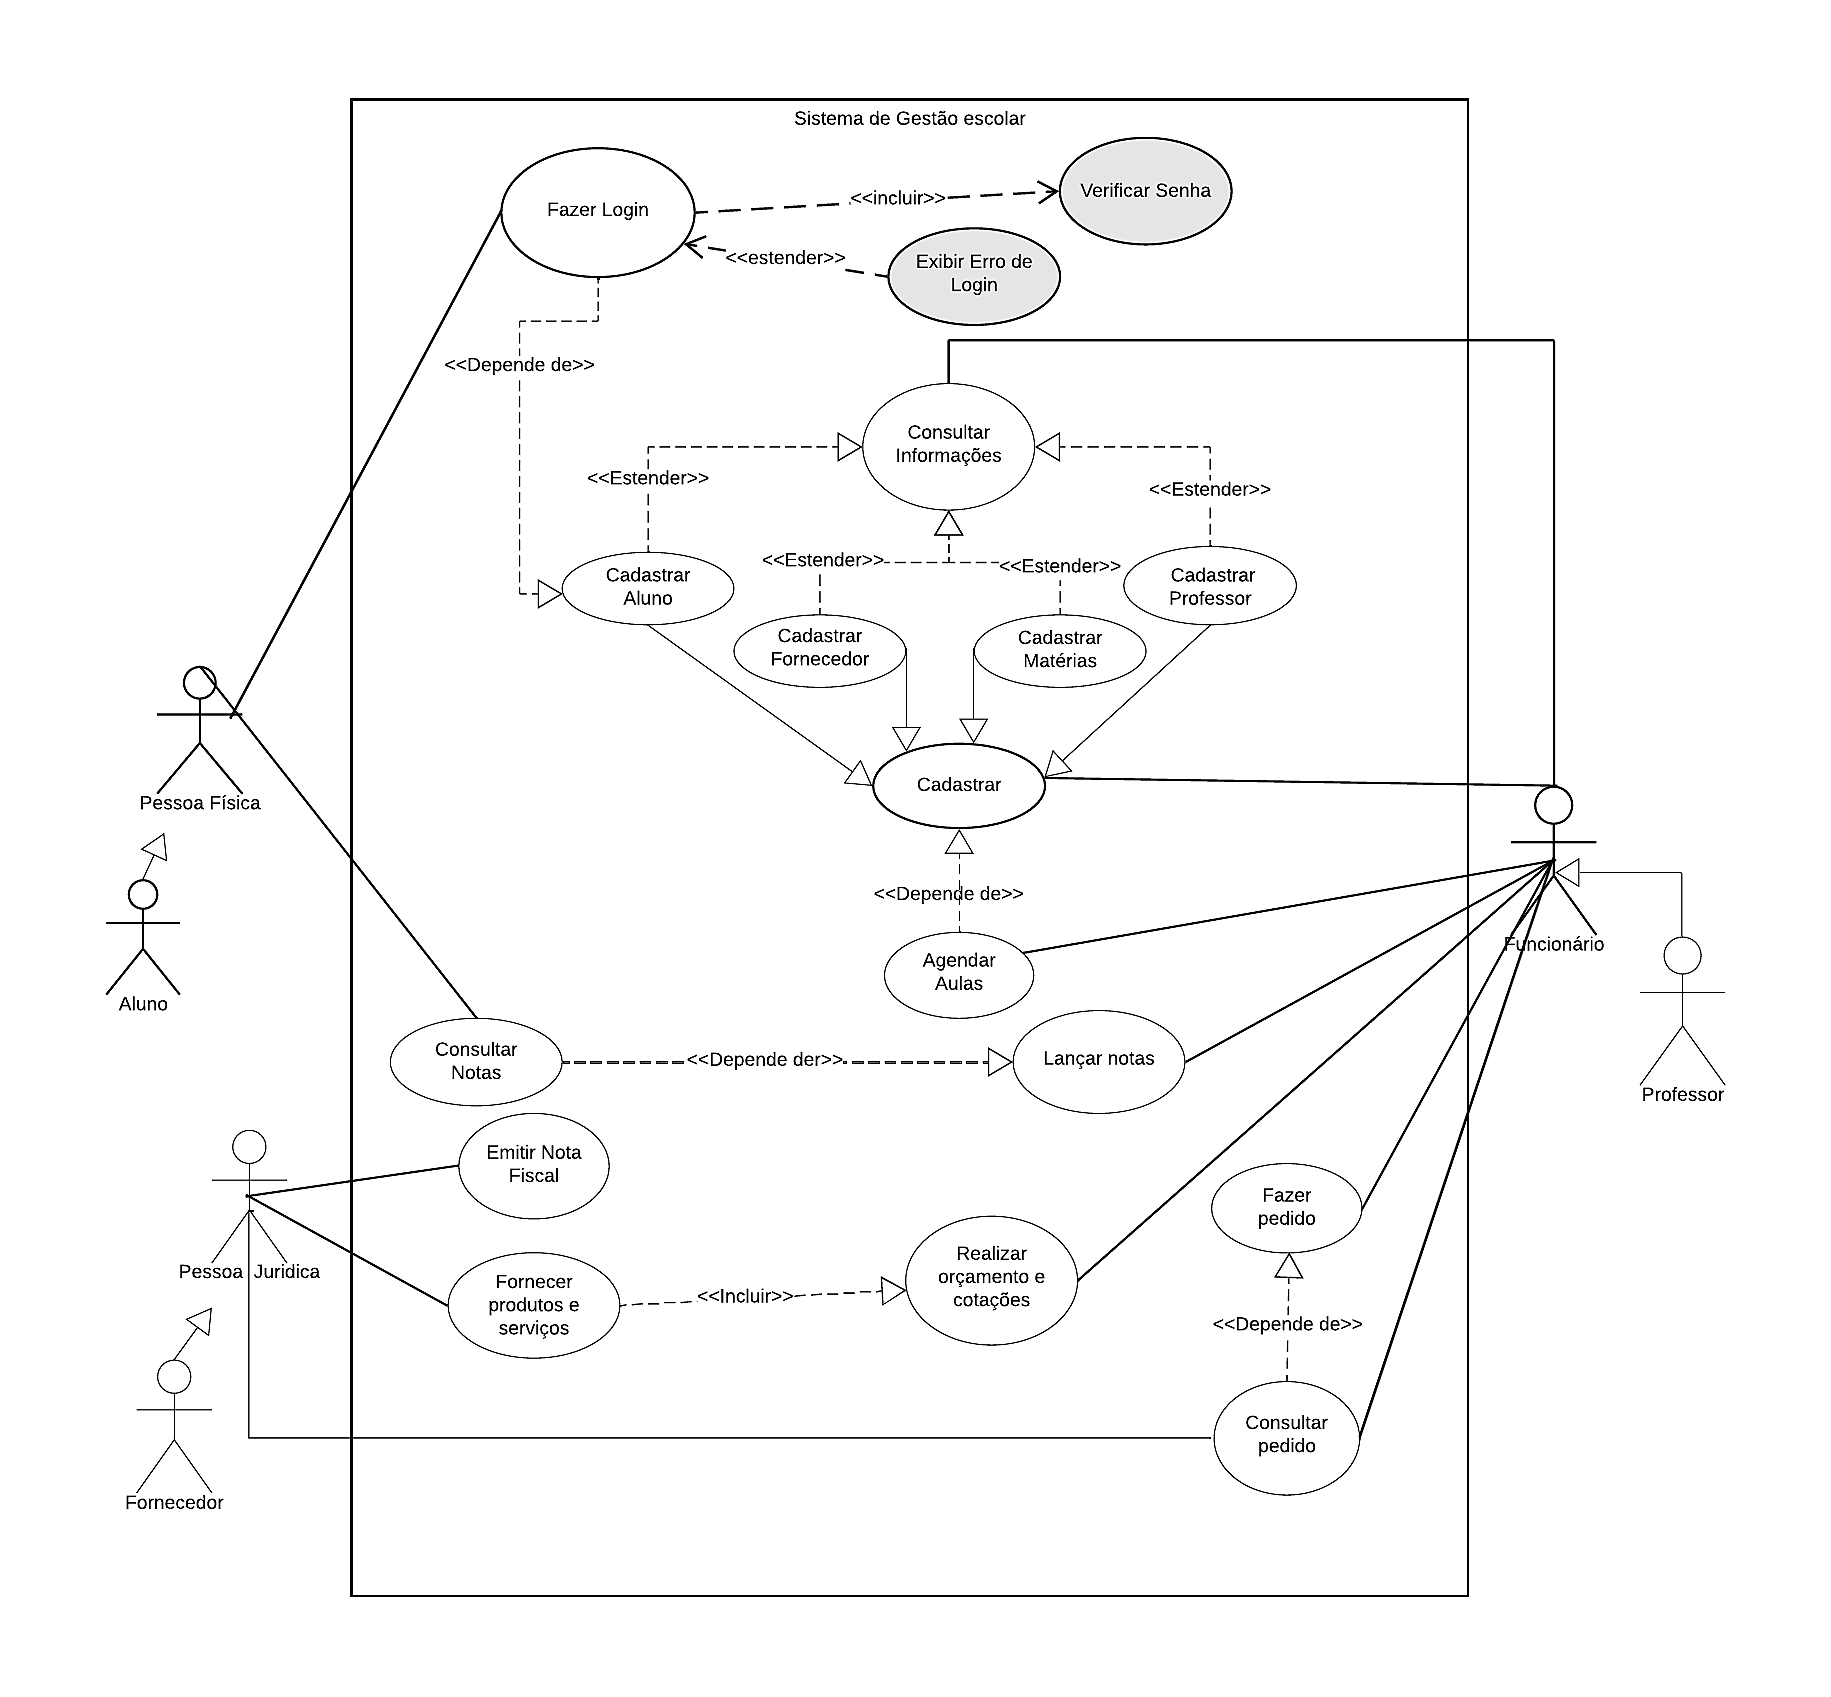 Sistema de Gestão escolar
Fazer Login
<<incluir>>
Verificar Senha
<<estender>>
Exibir Erro de
Login
<<Depende de>>
Consultar
Informações
<<Estender>>
<<Estender>>
<<Estender>>
<<Estender>>
Cadastrar
Aluno
Cadastrar
Fornecedor
Cadastrar
Matérias
Cadastrar
Professor
Cadastrar
Pessoa Física
<<Depende de>>
Agendar
Aulas
Funcionário
Aluno
Consultar
Notas
<<Depende der>>
Lançar notas
Professor
Emitir Nota
Fiscal
Fazer
pedido
Pessoa Juridica
Fornecer
produtos e
serviços
<<Incluir>>
Realizar
orçamento e
cotações
<<Depende de>>
Consultar
pedido
Fornecedor